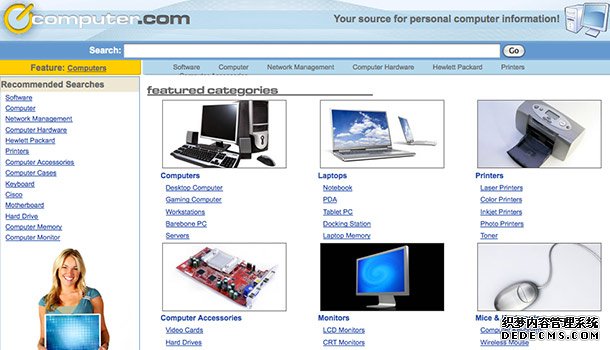 computer.com
Your source for personal computer information!
Search:
Go
Feature: Computers
Software Computer Network Management Computer Hardware Hewlett Packard Printers
Computer Accessories
Recommended Searches
Software
Computer
Network Management
Computer Hardware
Hewlett Packard
Printers
Computer Accessories
Computer Cases
Keyboard
Cisco
Motherboard
Hard Drive
Computer Memory
Computer Monitor
featured categories
Computers
Desktop Computer
Gaming Computer
Workstations
Barebone PC
Servers
Laptops
Notebook
PDA
Tablet PC
Docking Station
Laptop Memory
Printers
Laser Printers
Color Printers
Inkjet Printers
Photo Printers
Toner
Computer Accessories
Video Cards
Hard Drives
Monitors
LCD Monitors
CRT Monitors
Mice &
Wireless Mouse
织梦内容管理系统
DEDECMS.COM